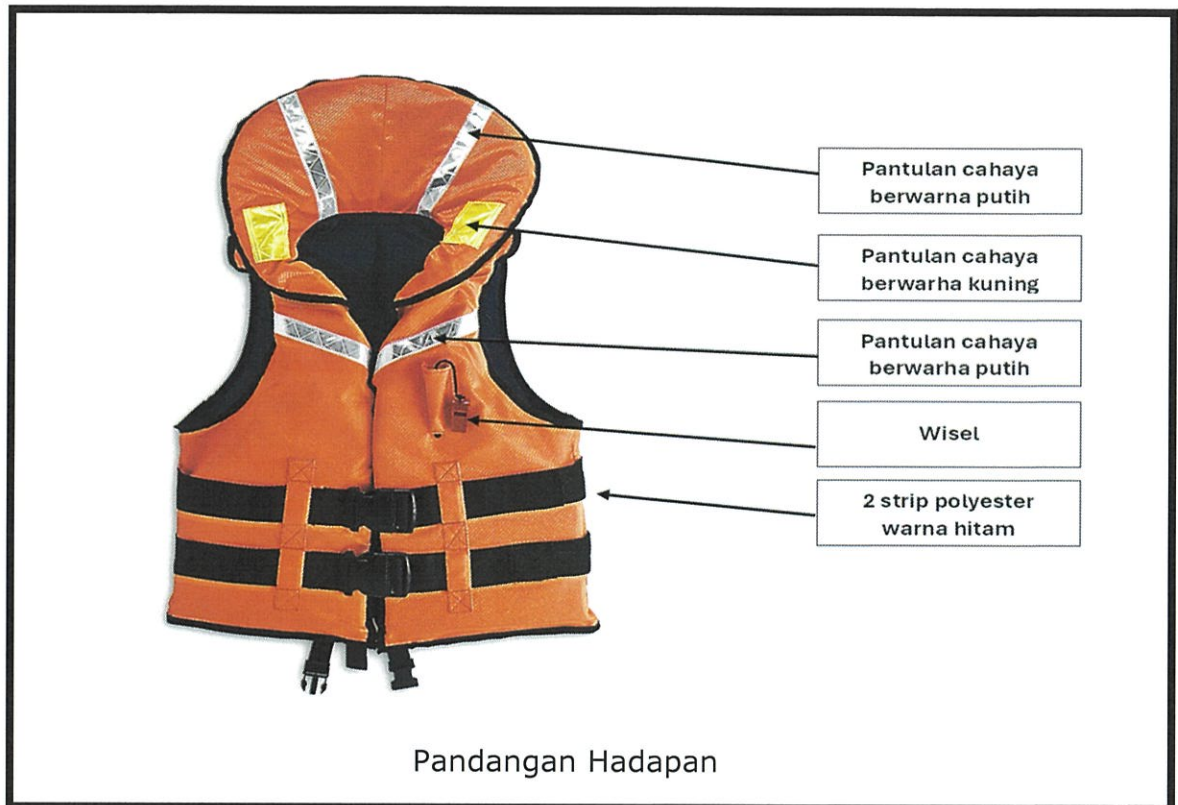 Pantulan cahaya
berwarna putih
Pantulan cahaya
berwarha kuning
Pantulan cahaya
berwarha putih
Wisel
2 strip polyester
warna hitam
Pandangan Hadapan